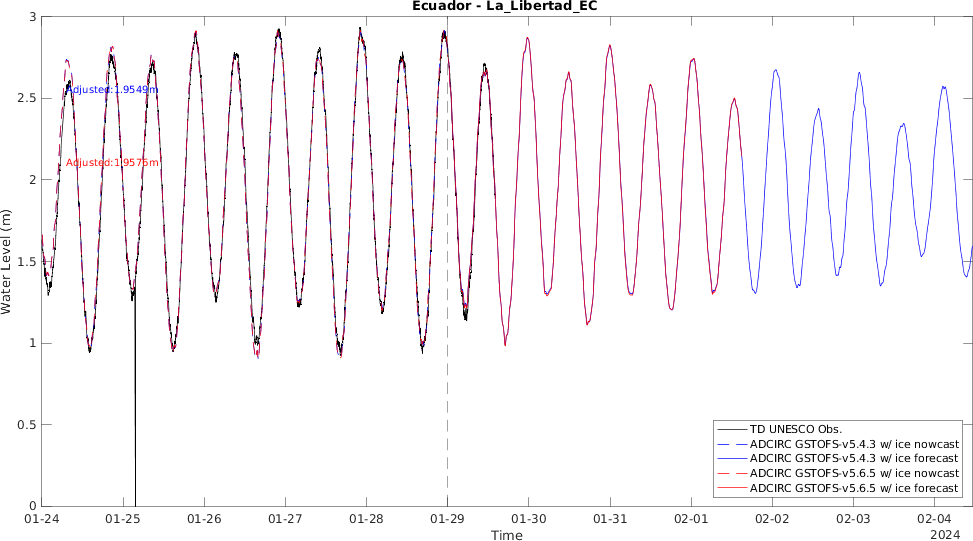 Ecuador - La_Libertad_EC
3
2.5
2
1.5
1
0.5
0
Water Level (m)
Adjusted:1.9549m
Adjusted:1.9576m
TD UNESCO Obs.
ADCIRC GSTOFS-v5.4.3 w/ ice nowcast
ADCIRC GSTOFS-v5.4.3 w/ ice forecast
ADCIRC GSTOFS-v5.6.5 w/ ice nowcast
ADCIRC GSTOFS-v5.6.5 w/ ice forecast
01-24 01-25 01-26 01-27 01-28 01-29 01-30 01-31 02-01 02-02 02-03 02-04
2024
Time